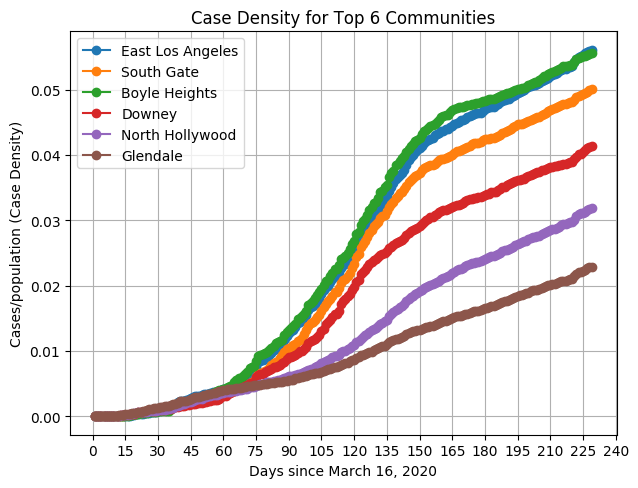 Case Density for Top 6 Communities
East Los Angeles
South Gate
Boyle Heights
Downey
North Hollywood
Glendale
Cases/population (Case Density)
0.05
0.04
0.03
0.02
0.01
0.00
0 15 30 45 60 75 90 105 120 135 150 165 180 195 210 225 240
Days since March 16, 2020